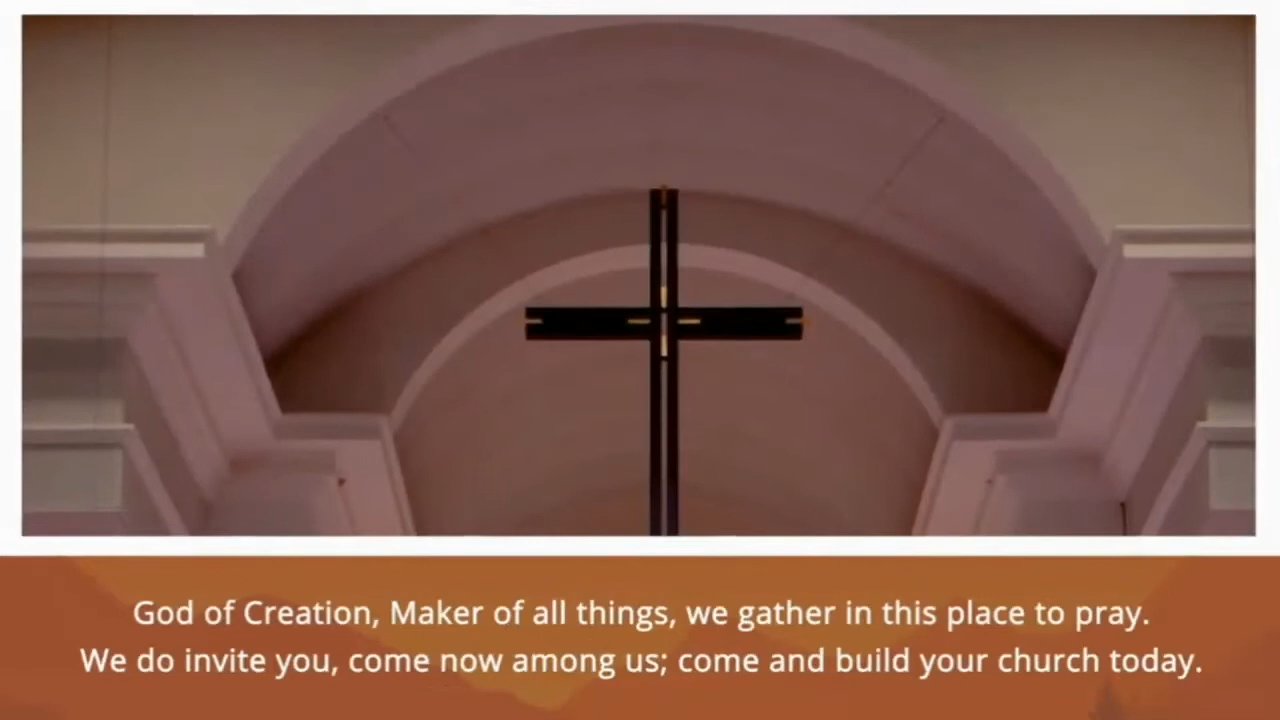 God of Creation, Maker of all things, we gather in this place to pray.
We do invite you, come now among us; come and build your church today.